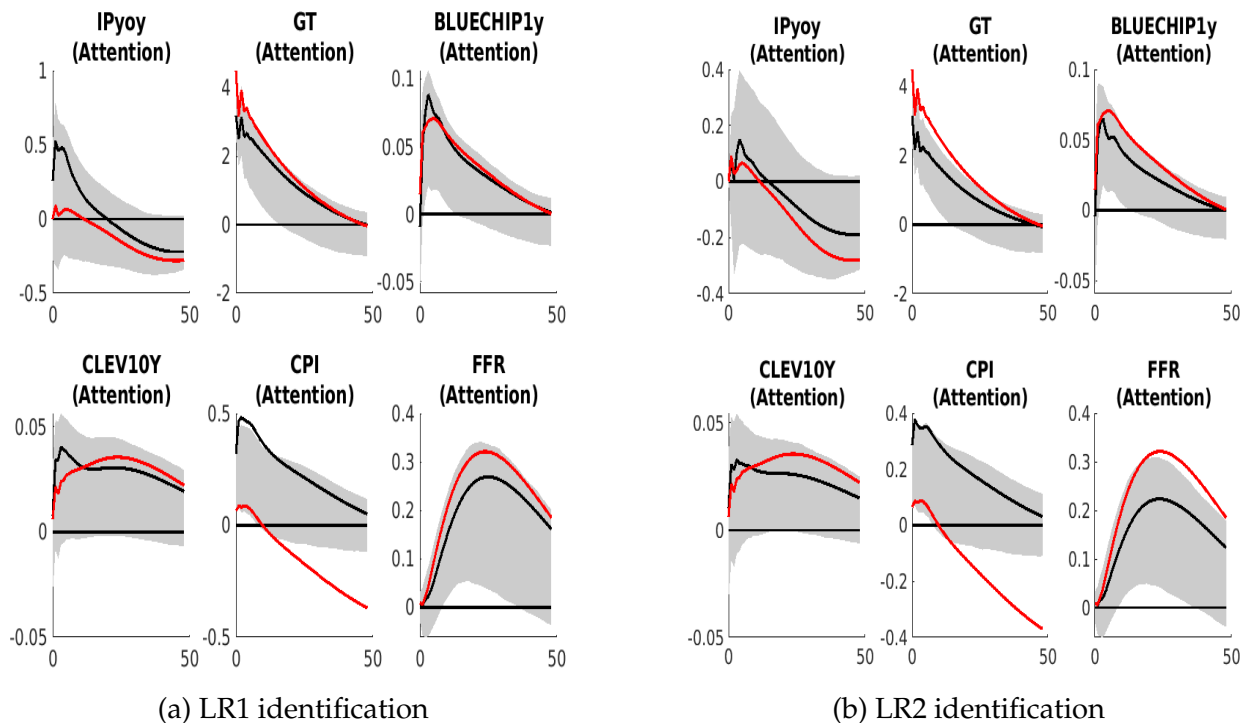 IPyoy
(Attention)
GT
(Attention)
BLUECHIP1y
(Attention)
1
0.5
0
-0.5
0
50
4
2
0
-2
0
50
0.1
0.05
0
0.05
0
50
CLEV10Y
(Attention)
CPI
(Attention)
FFR
(Attention)
0.05
0
-0.05
0
50
0.5
0
-0.5
0
50
0.4
0.3
0.2
0.1
0
0
50
(a) LR1 identification
IPyoy
(Attention)
GT
(Attention)
BLUECHIP1y
(Attention)
0.4
0.2
0
-0.2
-0.4
0
50
4
2
0
-2
0
50
0.1
0.05
0
0.05
0
50
CLEV10Y
(Attention)
CPI
(Attention)
FFR
(Attention)
0.05
0
-0.05
0
50
0.4
0.2
0
-0.2
-0.4
0
50
0.4
0.3
0.2
0.1
0
0
50
(b) LR2 identification